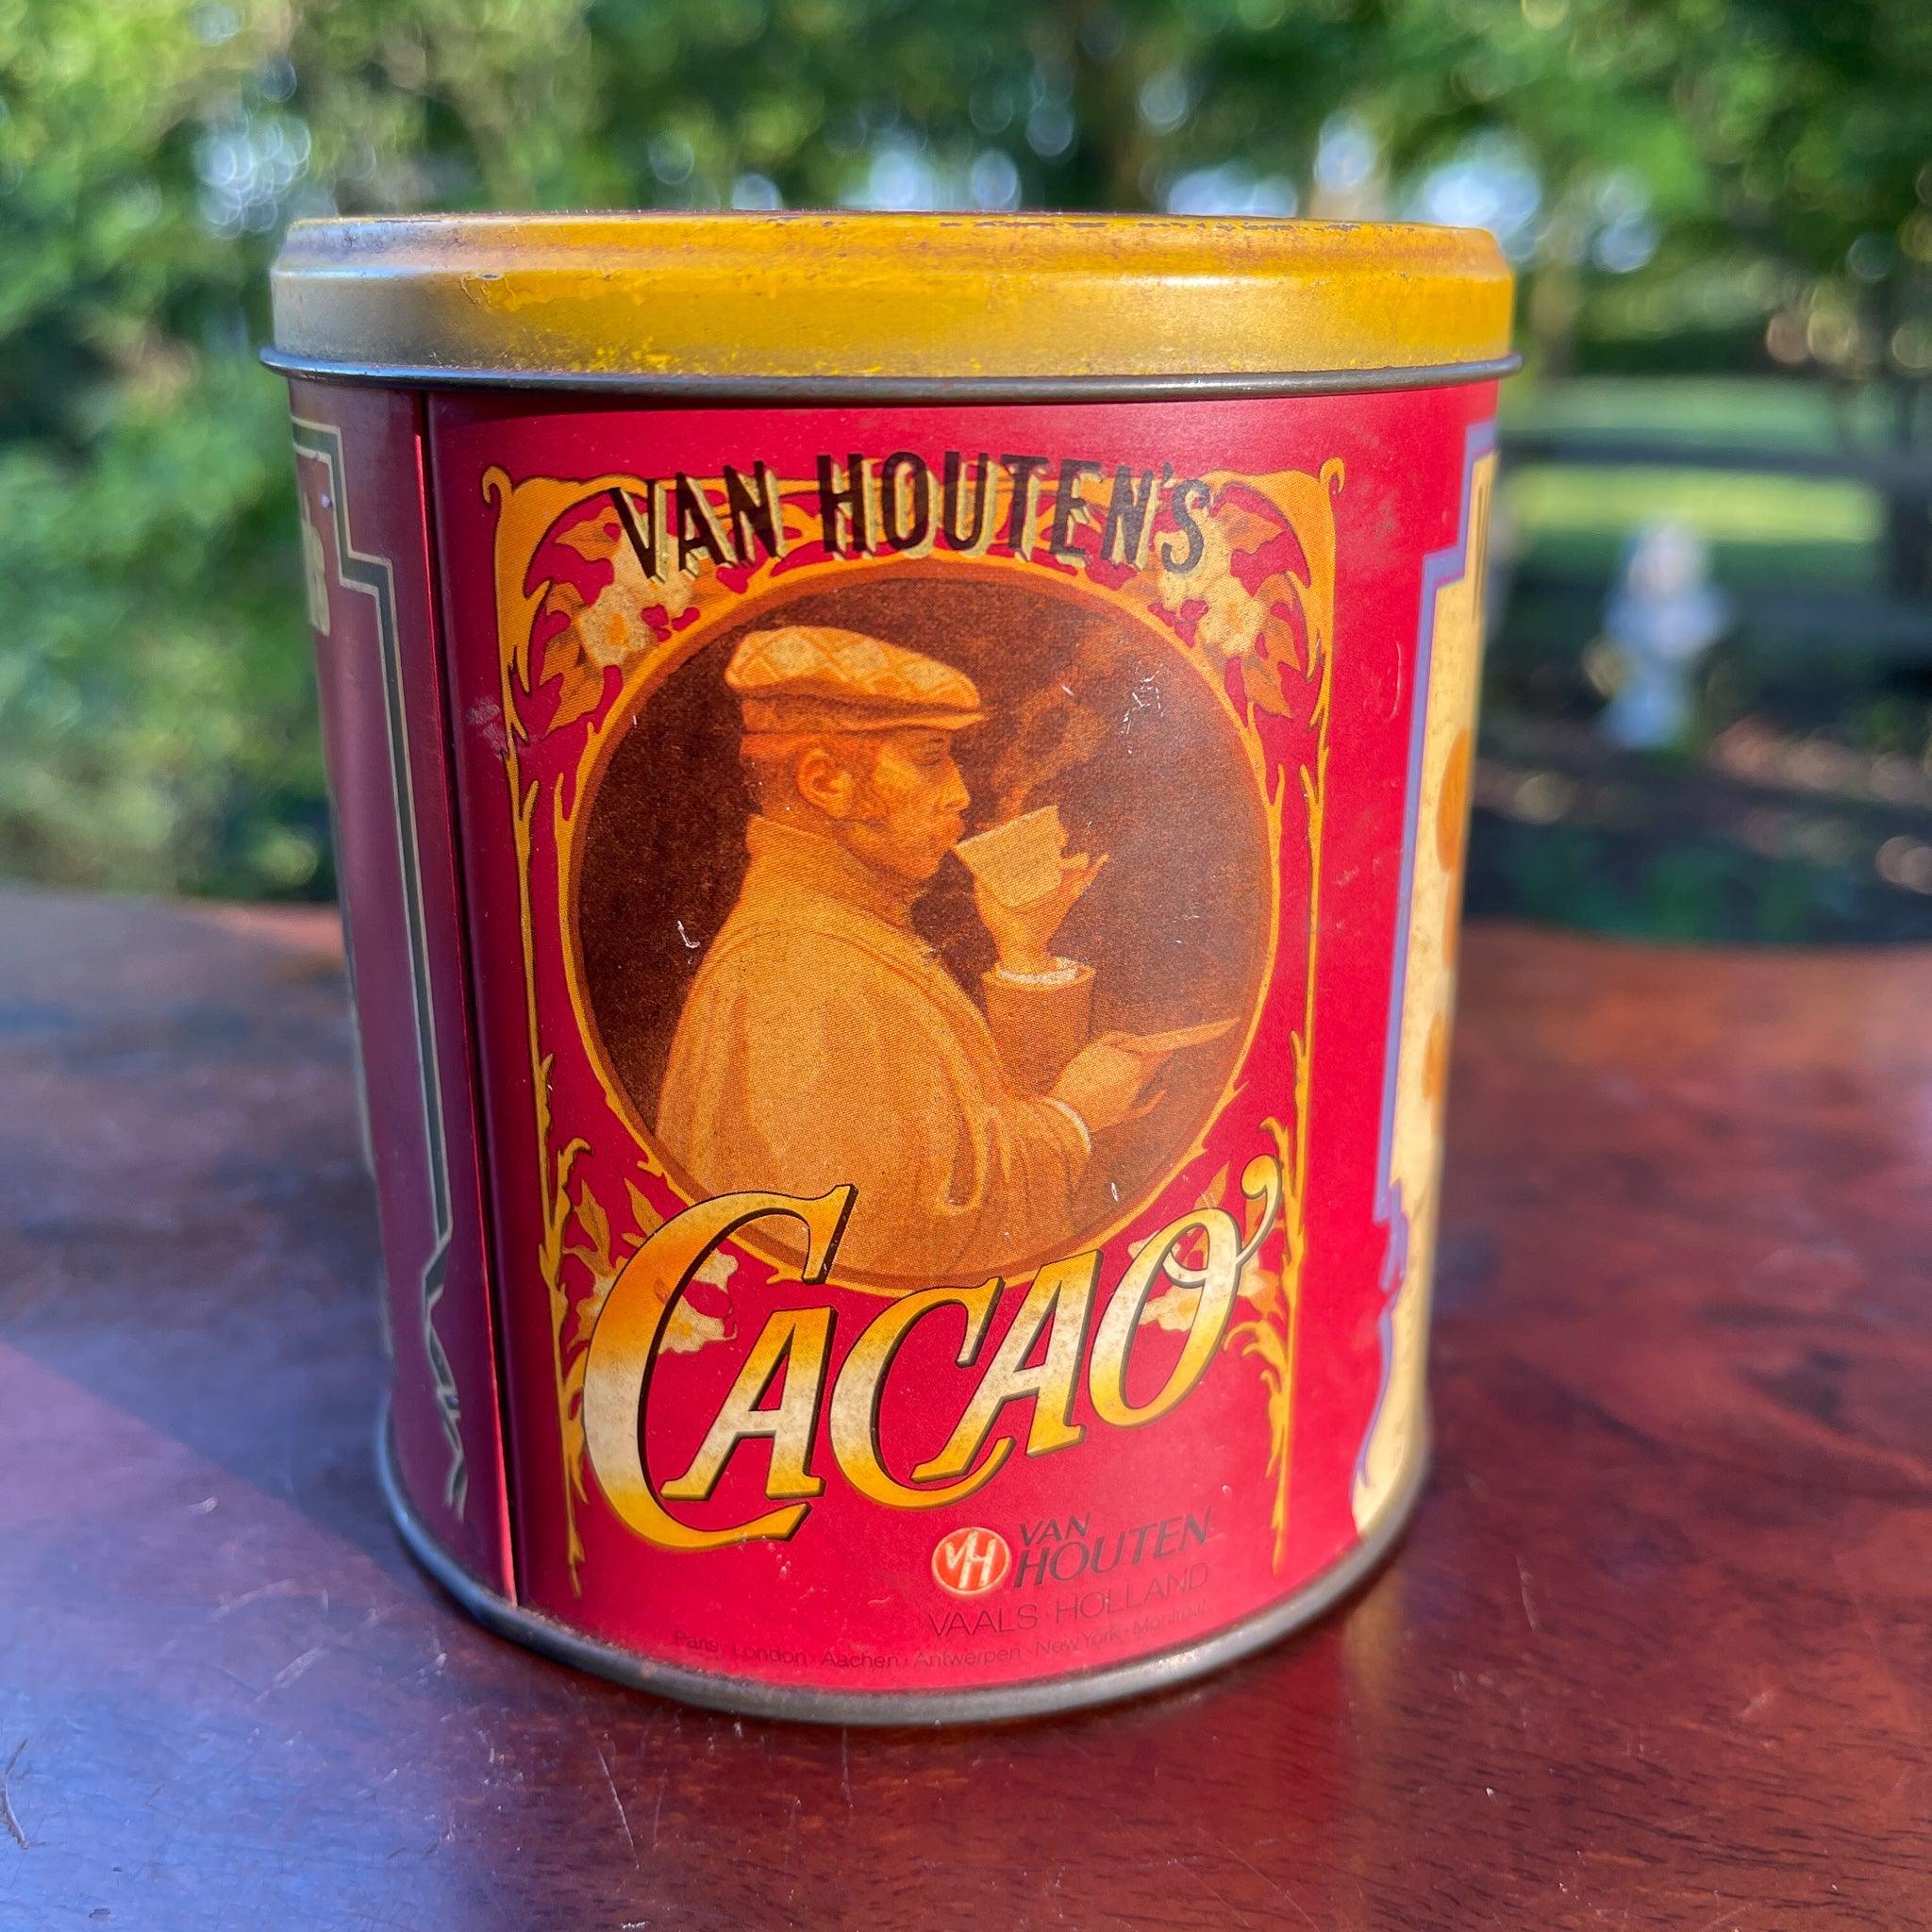 VAN HOUTEN'S
CACAO
VH
VAN
HOUTEN
VAALS HOLLAND
Paris · London · Aachen · Antwerpen · New York · Montreal